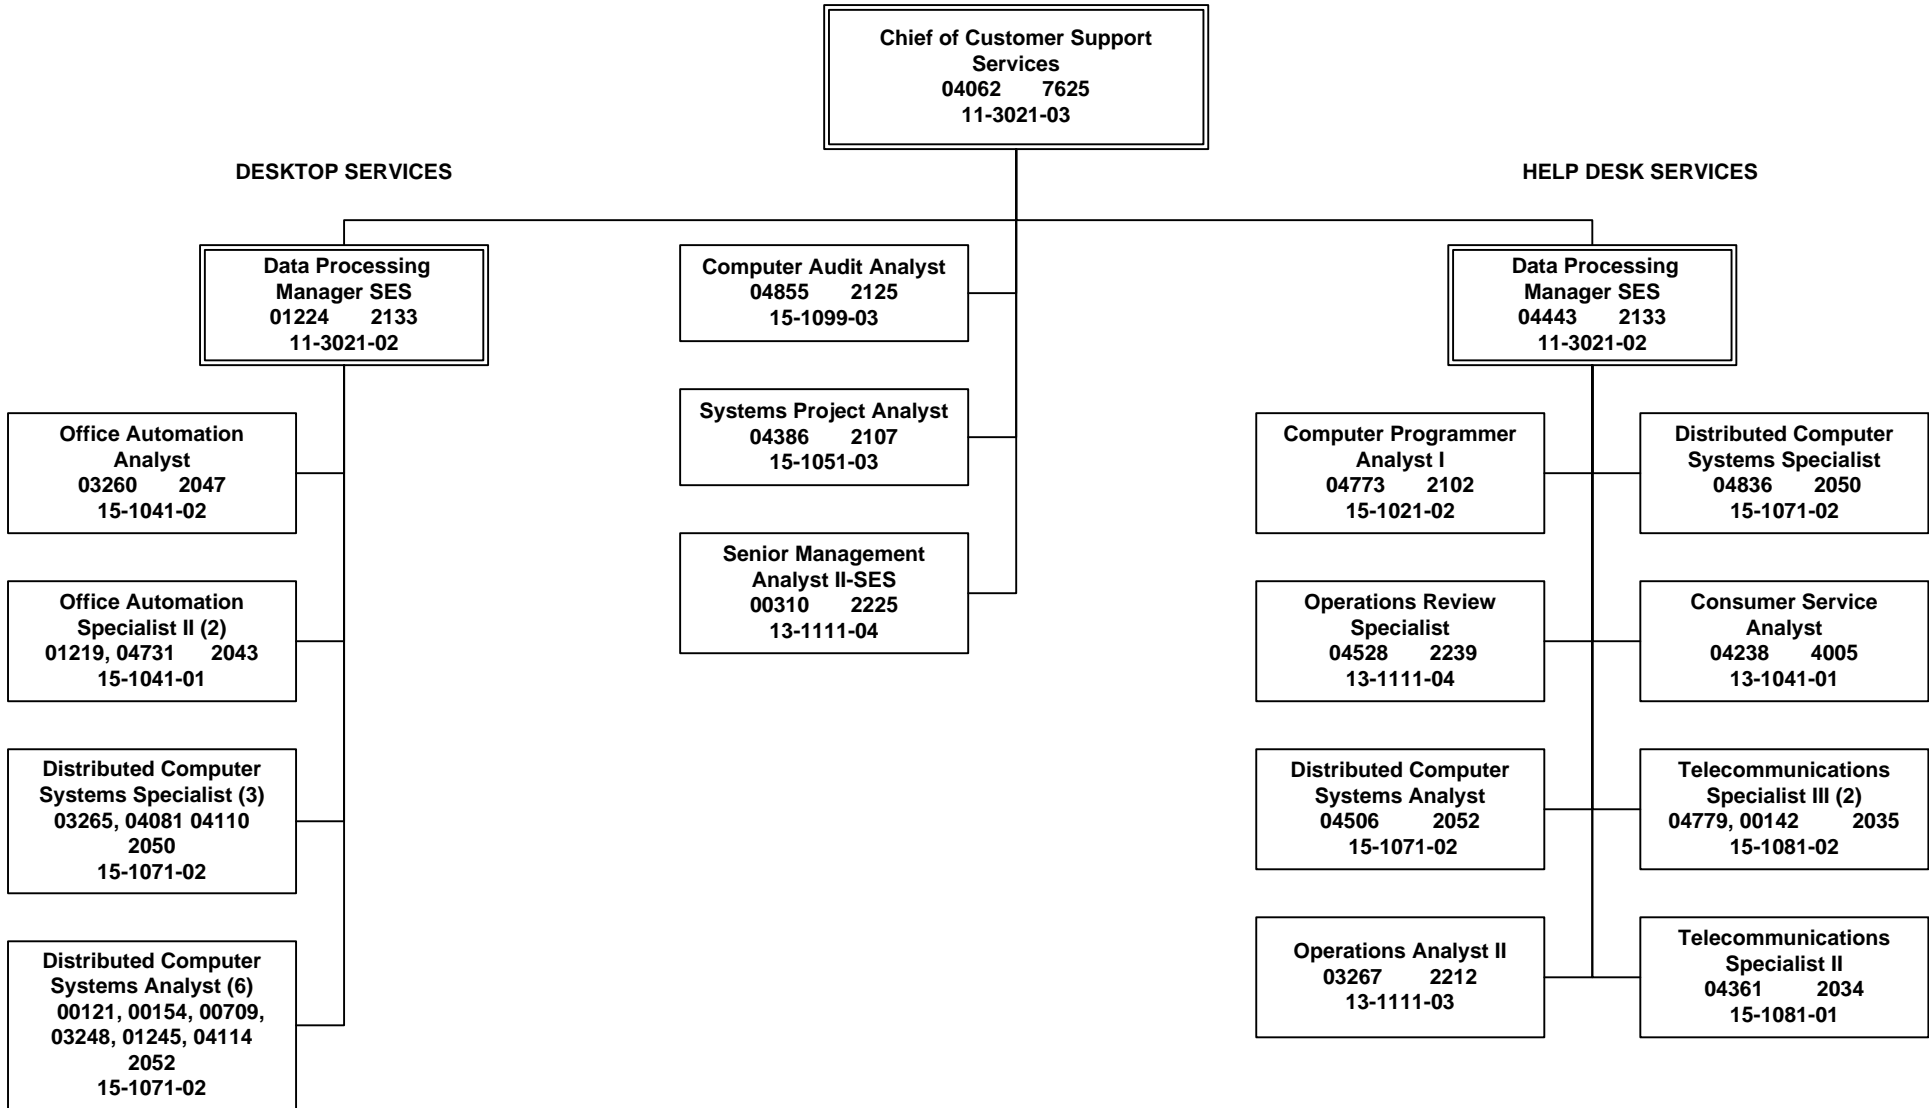 Chief of Customer Support
Services
04062 7625
11-3021-03
DESKTOP SERVICES
HELP DESK SERVICES
Data Processing
Manager SES
01224 2133
11-3021-02
Office Automation
Analyst
03260 2047
15-1041-02
Office Automation
Specialist II (2)
01219, 04731 2043
15-1041-01
Distributed Computer
Systems Specialist (3)
03265, 04081 04110
2050
15-1071-02
Distributed Computer
Systems Analyst (6)
00121, 00154, 00709,
03248, 01245, 04114
2052
15-1071-02
Computer Audit Analyst
04855 2125
15-1099-03
Systems Project Analyst
04386 2107
15-1051-03
Senior Management
Analyst II-SES
00310 2225
13-1111-04
Data Processing
Manager SES
04443 2133
11-3021-02
Computer Programmer
Analyst I
04773 2102
15-1021-02
Distributed Computer
Systems Specialist
04836 2050
15-1071-02
Operations Review
Specialist
04528 2239
13-1111-04
Consumer Service
Analyst
04238 4005
13-1041-01
Distributed Computer
Systems Analyst
04506 2052
15-1071-02
Telecommunications
Specialist III (2)
04779, 00142 2035
15-1081-02
Operations Analyst II
03267 2212
13-1111-03
Telecommunications
Specialist II
04361 2034
15-1081-01